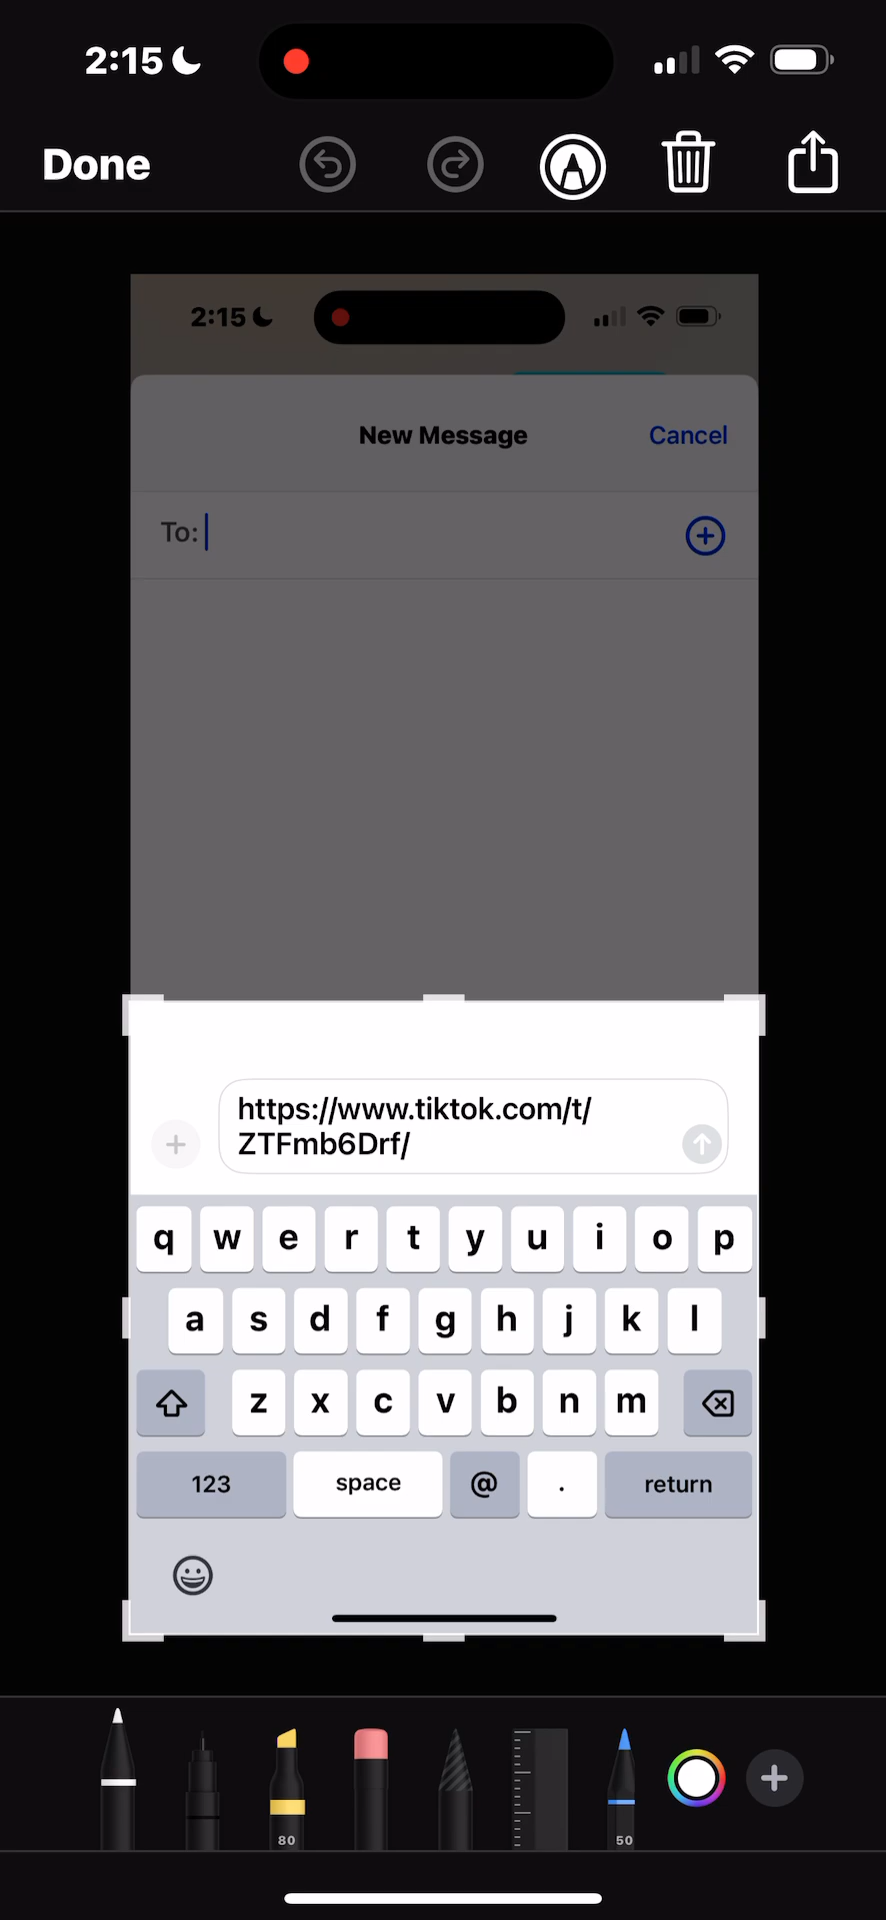 2:15
Done
2:15
New Message
Cancel
To:
https://www.tiktok.com/t/
ZTFmb6Drf/
q w e r t y u i o p
a s d f g h j k l
z x c v b n m
123 space @ . return
80
50